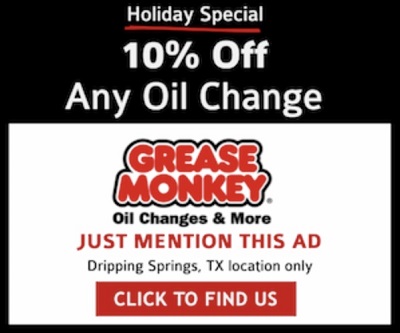 Holiday Special
10% Off
Any Oil Change
GREASE
MONKEY®
Oil Changes & More
JUST MENTION THIS AD
Dripping Springs, TX location only
CLICK TO FIND US